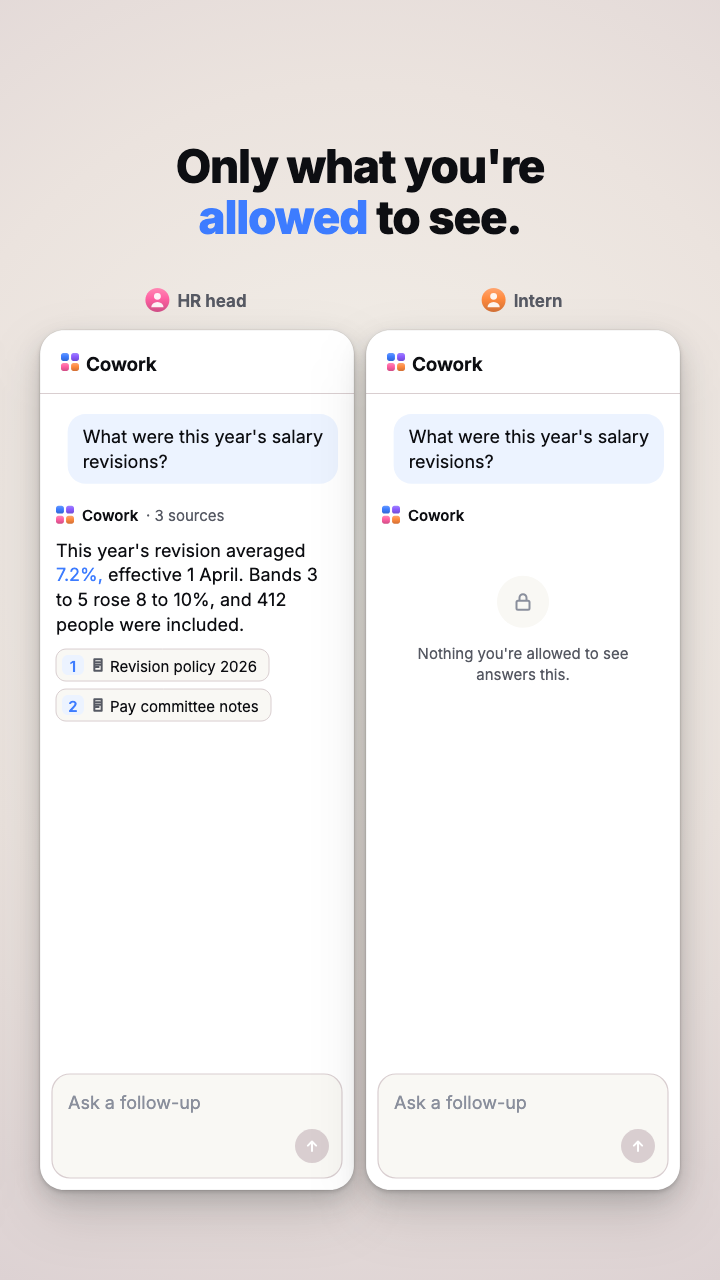 Only what you're
allowed to see.
HR head
Cowork
What were this year's salary
revisions?
Cowork · 3 sources
This year's revision averaged
7.2%, effective 1 April. Bands 3
to 5 rose 8 to 10%, and 412
people were included.
1 Revision policy 2026
2 Pay committee notes
Ask a follow-up
Intern
Cowork
What were this year's salary
revisions?
Cowork
Nothing you're allowed to see
answers this.
Ask a follow-up